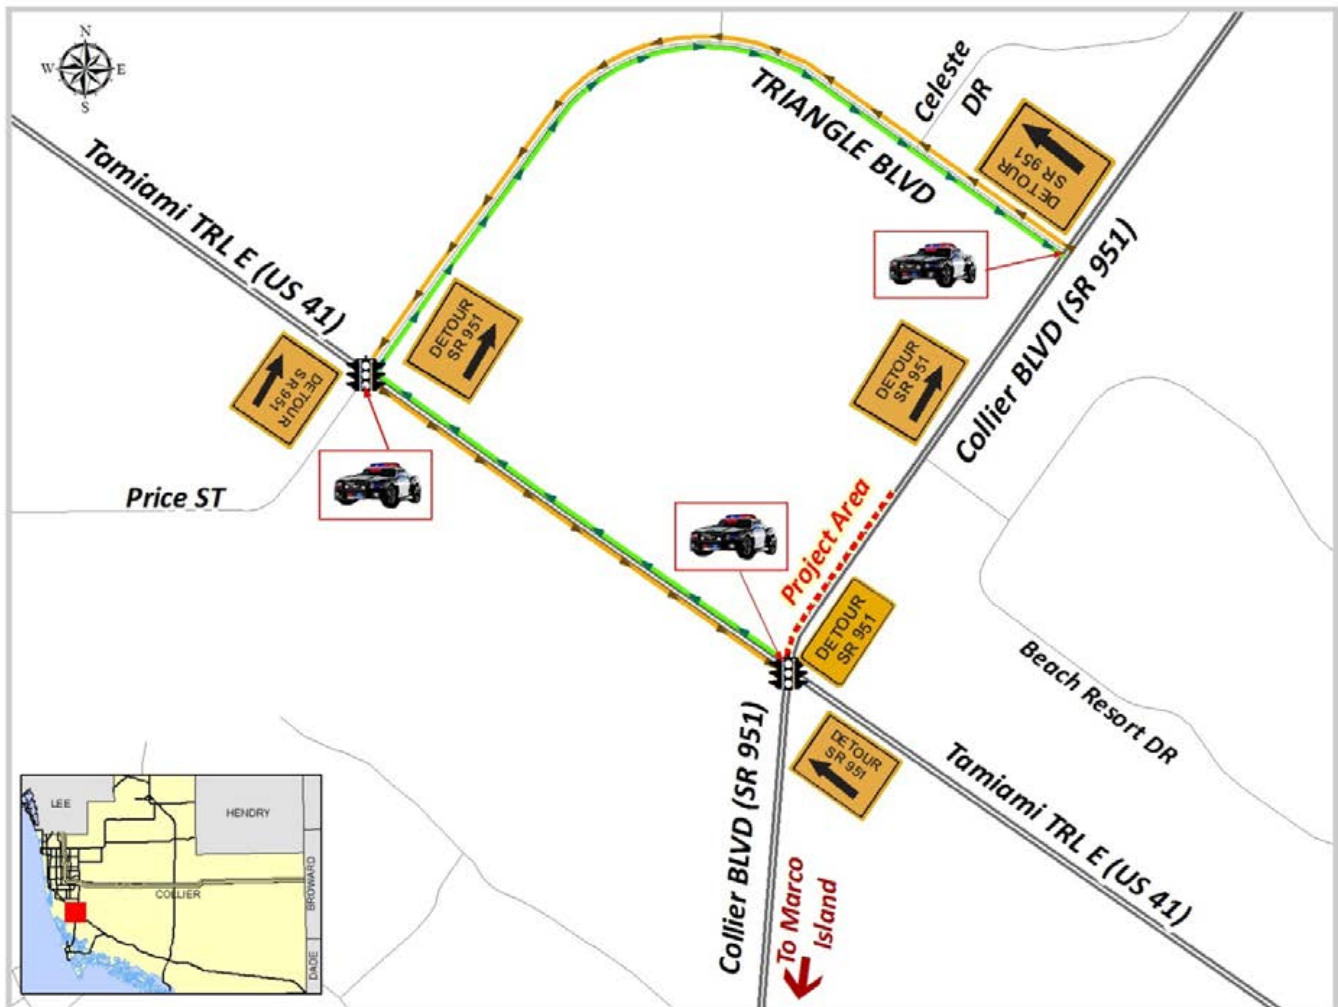 N
W E
S
Celeste
DR
TRIANGLE BLVD
DETOUR
SR 951
Tamiami TRL E (US 41)
Collier BLVD (SR 951)
DETOUR
SR 951
DETOUR
SR 951
DETOUR
SR 951
Price ST
Project Area
DETOUR
SR 951
Beach Resort DR
DETOUR
SR 951
Collier BLVD (SR 951)
Tamiami TRL E (US 41)
To Marco
Island
LEE
HENDRY
COLLIER
BROWARD
DADE